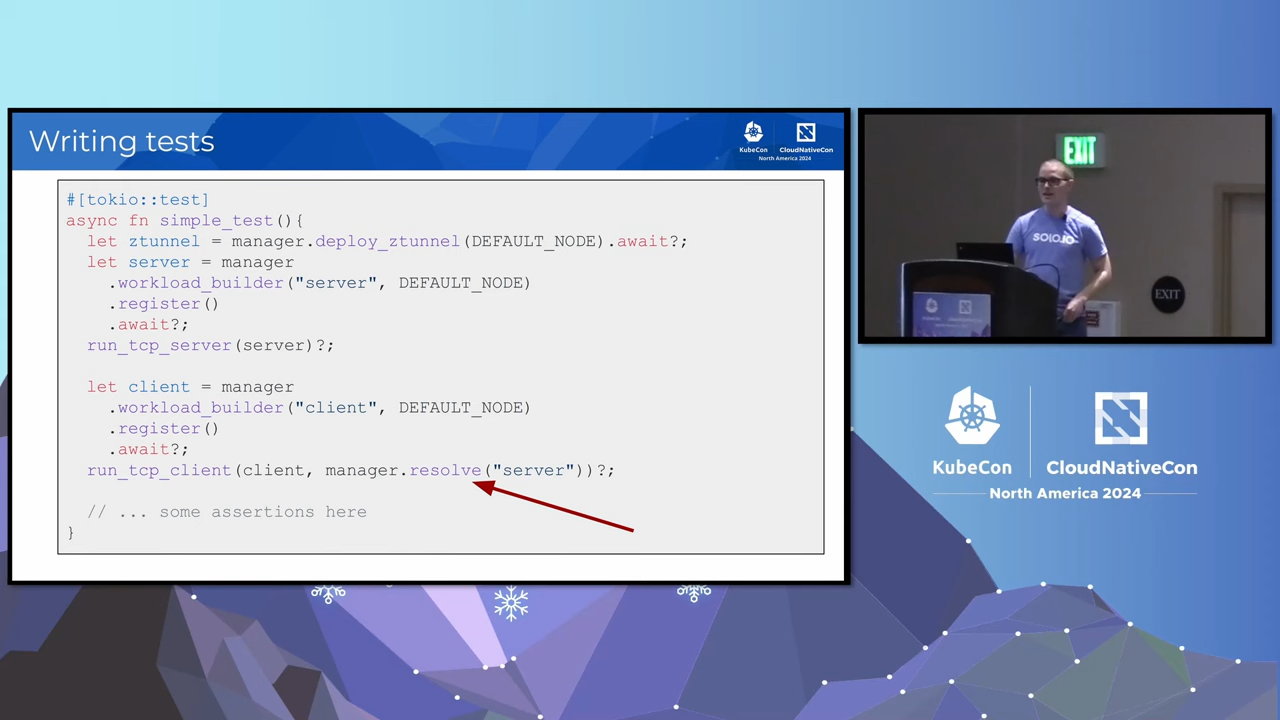 Writing tests
KubeCon
CloudNativeCon
North America 2024
#[tokio::test]
async fn simple_test(){
  let ztunnel = manager.deploy_ztunnel(DEFAULT_NODE).await?;
  let server = manager
    .workload_builder("server", DEFAULT_NODE)
    .register()
    .await?;
  run_tcp_server(server)?;
  let client = manager
    .workload_builder("client", DEFAULT_NODE)
    .register()
    .await?;
  run_tcp_client(client, manager.resolve("server"))?;
  // ... some assertions here
}
EXIT
SOLO.IO
EXIT
KubeCon
CloudNativeCon
North America 2024